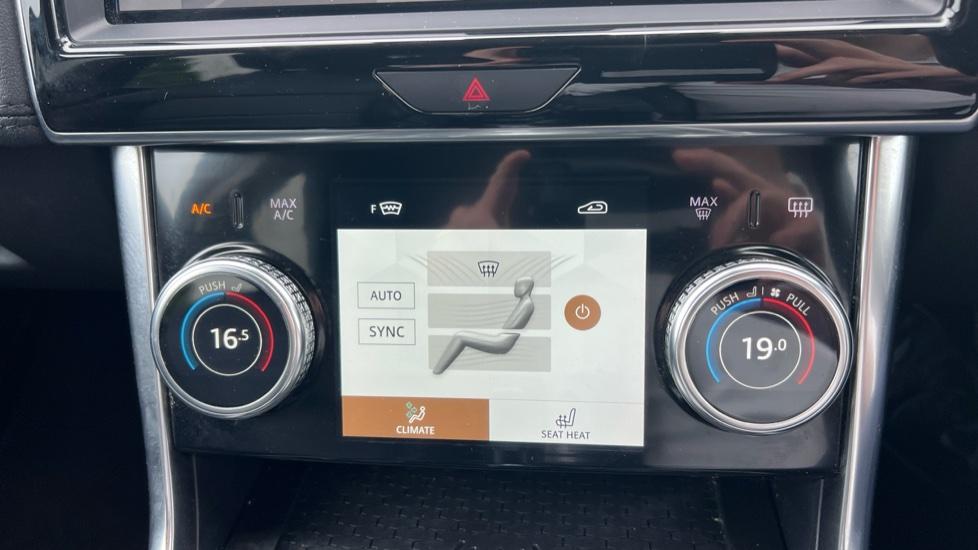 A/C
MAX
A/C
F
MAX
PUSH
16.5
AUTO
SYNC
PUSH
PULL
19.0
CLIMATE
SEAT HEAT